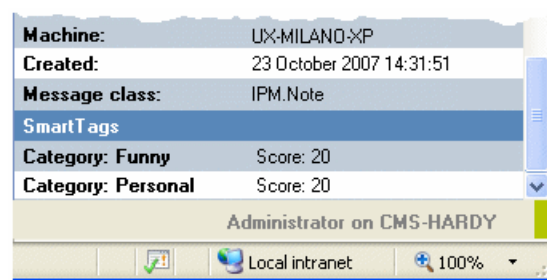 Machine: UX-MILANO-XP
Created: 23 October 2007 14:31:51
Message class: IPM.Note
SmartTags
Category: Funny Score: 20
Category: Personal Score: 20
Administrator on CMS-HARDY
Local intranet 100%